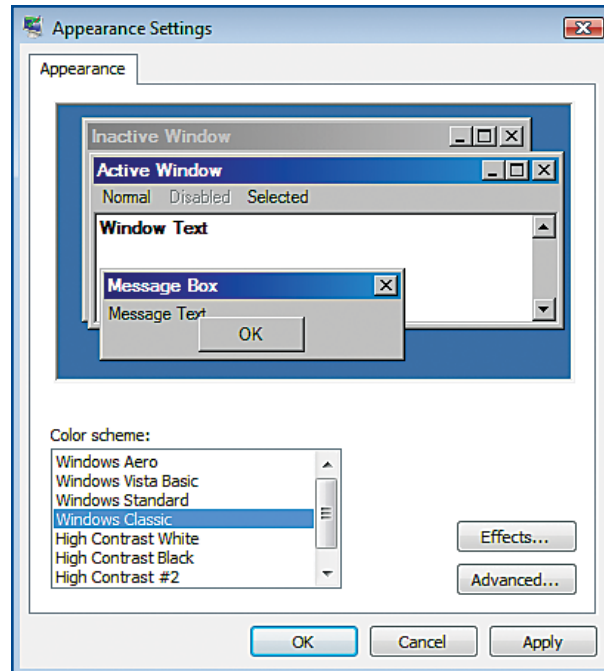 Appearance Settings
Appearance
Inactive Window
Active Window
Normal Disabled Selected
Window Text
Message Box
Message Text
OK
Color scheme:
Windows Aero
Windows Vista Basic
Windows Standard
Windows Classic
High Contrast White
High Contrast Black
High Contrast #2
Effects...
Advanced...
OK Cancel Apply